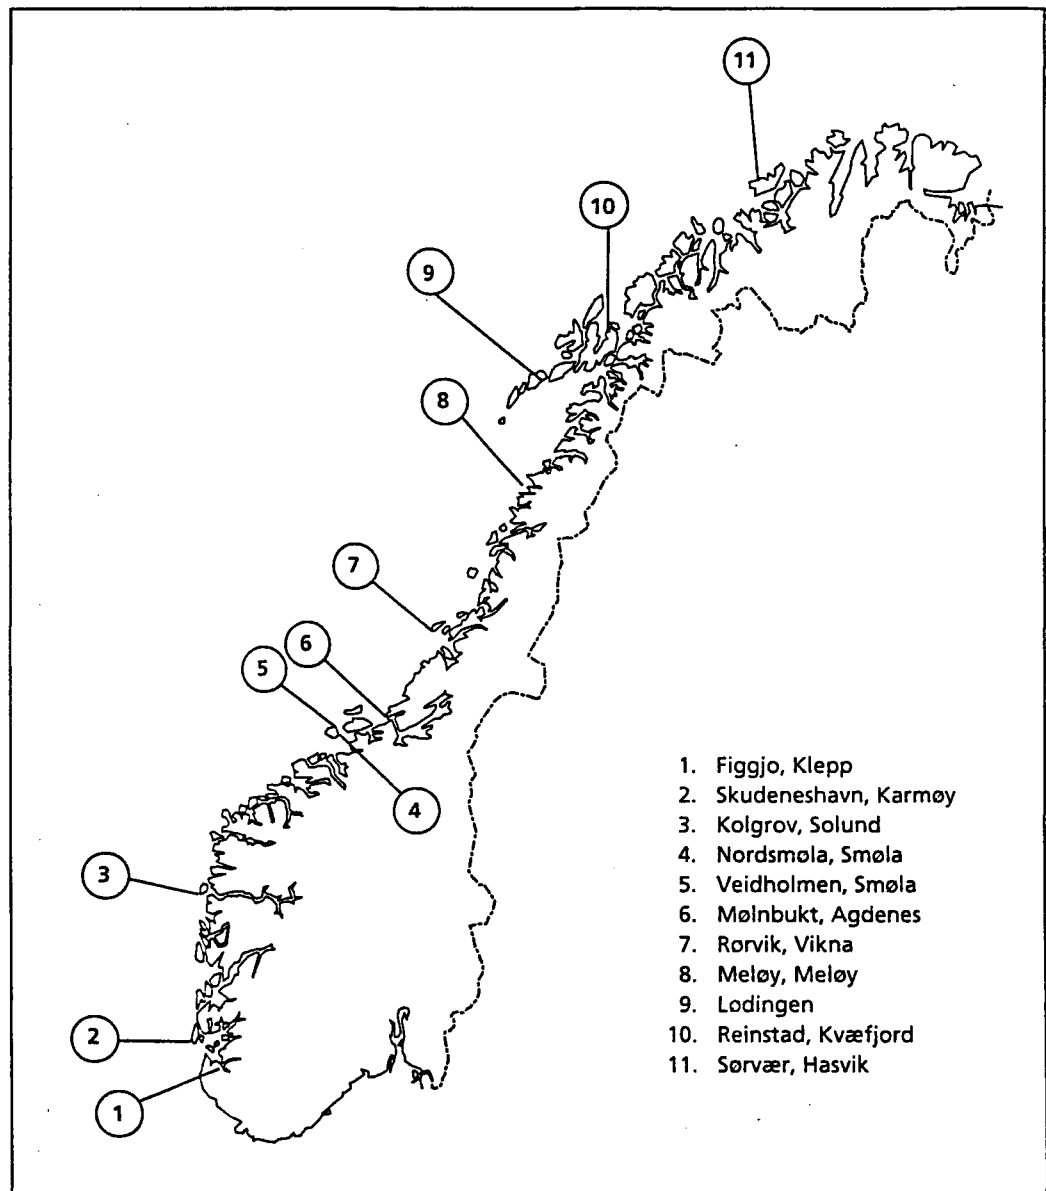 11
10
9
8
7
6
5
4
3
2
1
1. Figgjo, Klepp
2. Skudeneshavn, Karmøy
3. Kolgrov, Solund
4. Nordsmøla, Smøla
5. Veidholmen, Smøla
6. Mølnbukt, Agdenes
7. Rørvik, Vikna
8. Meløy, Meløy
9. Lødingen
10. Reinstad, Kvæfjord
11. Sørvær, Hasvik